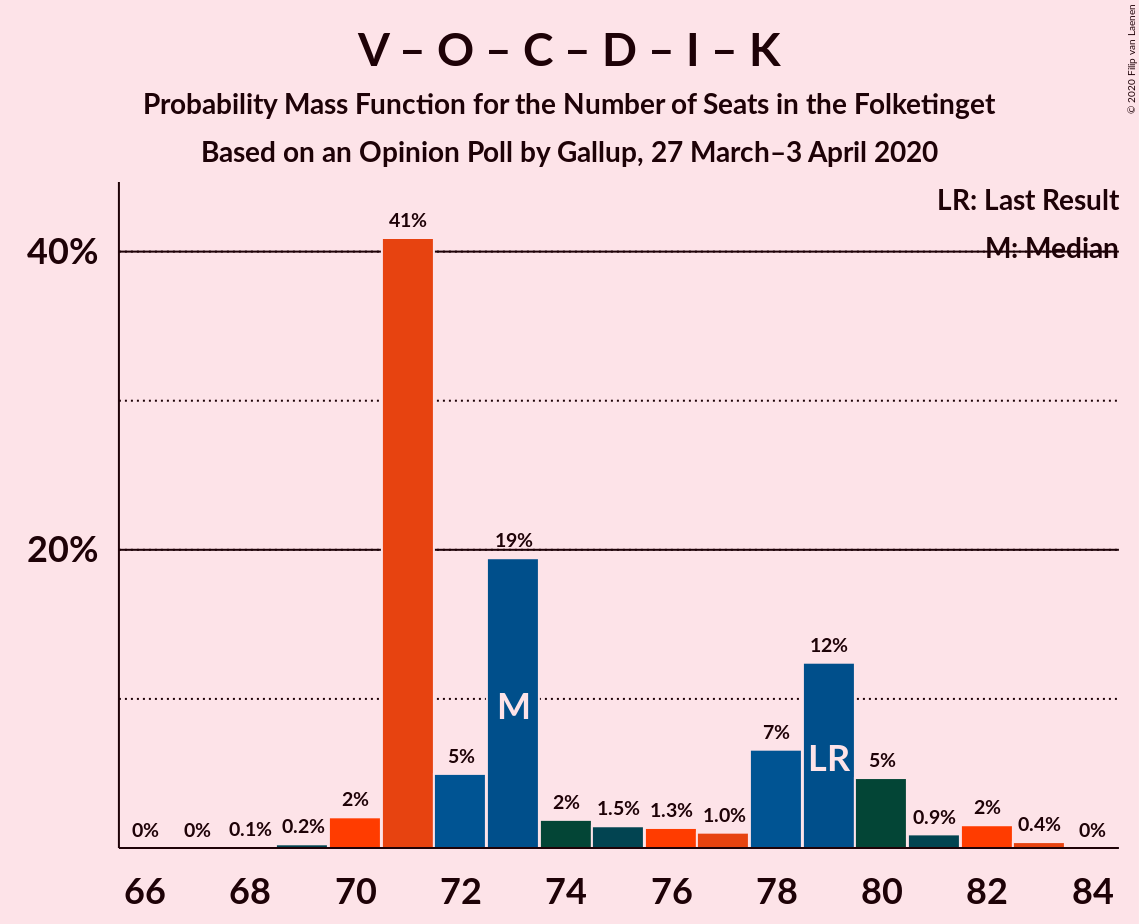 V – O – C – D – I – K
Probability Mass Function for the Number of Seats in the Folketinget
Based on an Opinion Poll by Gallup, 27 March–3 April 2020
© 2020 Filip van Laenen
LR: Last Result
M: Median
40%
20%
0% 0% 0.1% 0.2% 2% 41% 5% 19% 2% 1.5% 1.3% 1.0% 7% 12% 5% 0.9% 2% 0.4% 0%
M
LR
66 68 70 72 74 76 78 80 82 84